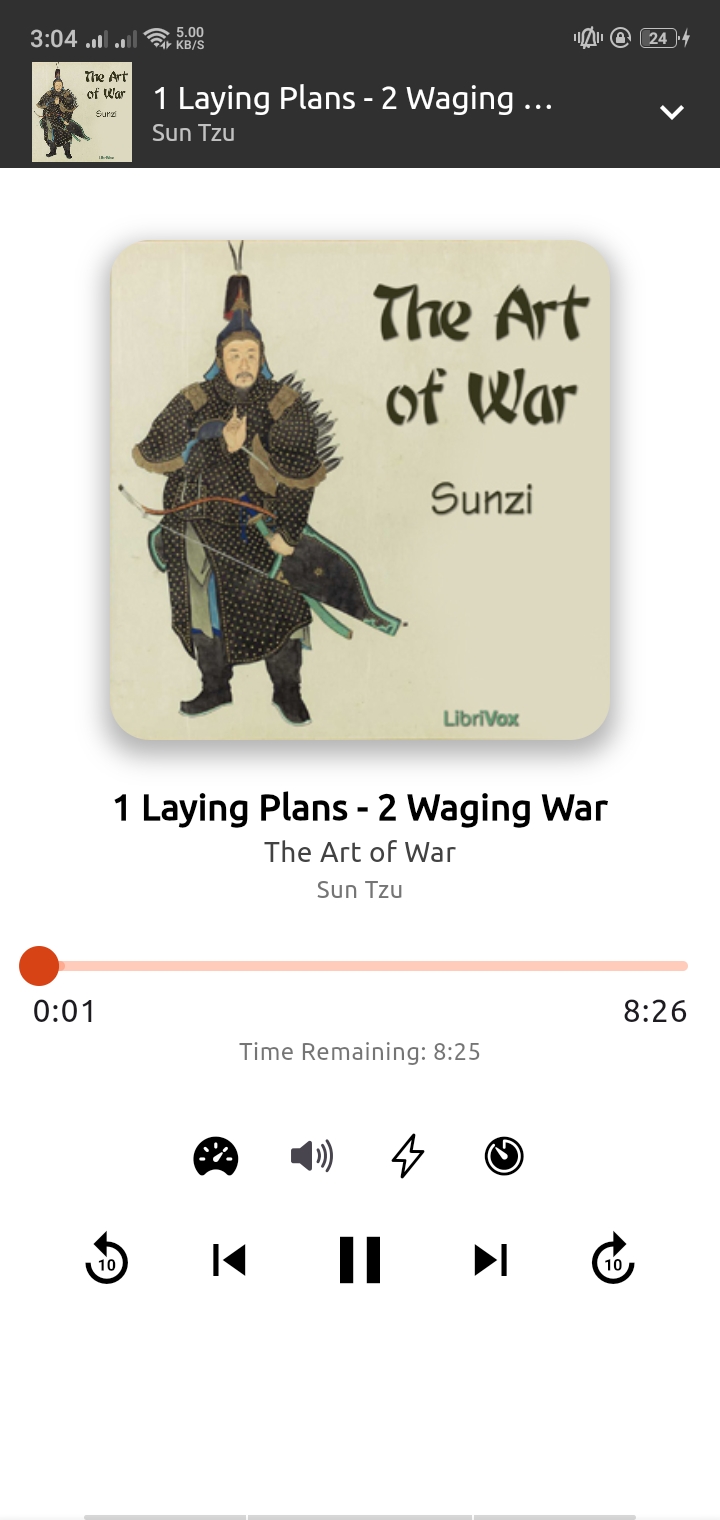 3:04 5.00 KB/S 24
The Art
of War
Sunzi
LibriVox
1 Laying Plans - 2 Waging ...
Sun Tzu
The Art
of War
Sunzi
LibriVox
1 Laying Plans - 2 Waging War
The Art of War
Sun Tzu
0:01 8:26
Time Remaining: 8:25
10 10